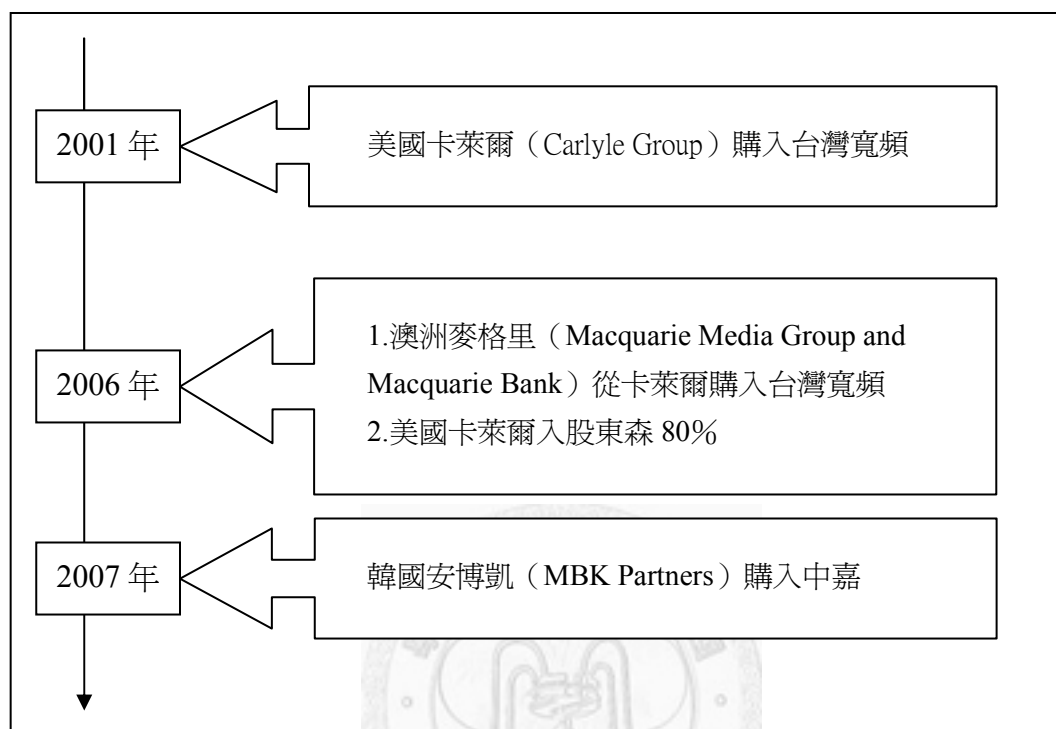 2001 年
美國卡萊爾（Carlyle Group）購入台灣寬頻
2006 年
1.澳洲麥格里（Macquarie Media Group and
Macquarie Bank）從卡萊爾購入台灣寬頻
2.美國卡萊爾入股東森 80％
2007 年
韓國安博凱（MBK Partners）購入中嘉